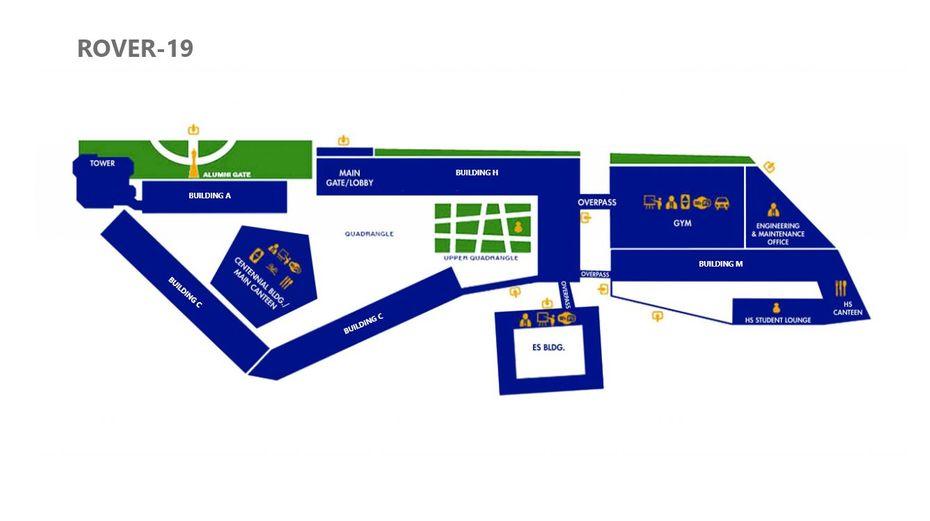 ROVER-19
TOWER
ALUMNI GATE
BUILDING A
MAIN
GATE/LOBBY
BUILDING H
QUADRANGLE
UPPER QUADRANGLE
OVERPASS
GYM
ENGINEERING
& MAINTENANCE
OFFICE
BUILDING M
OVERPASS
OVERPASS
CENTENNIAL BLDG./
MAIN CANTEEN
BUILDING C
BUILDING C
ES BLDG.
HS STUDENT LOUNGE
HS
CANTEEN